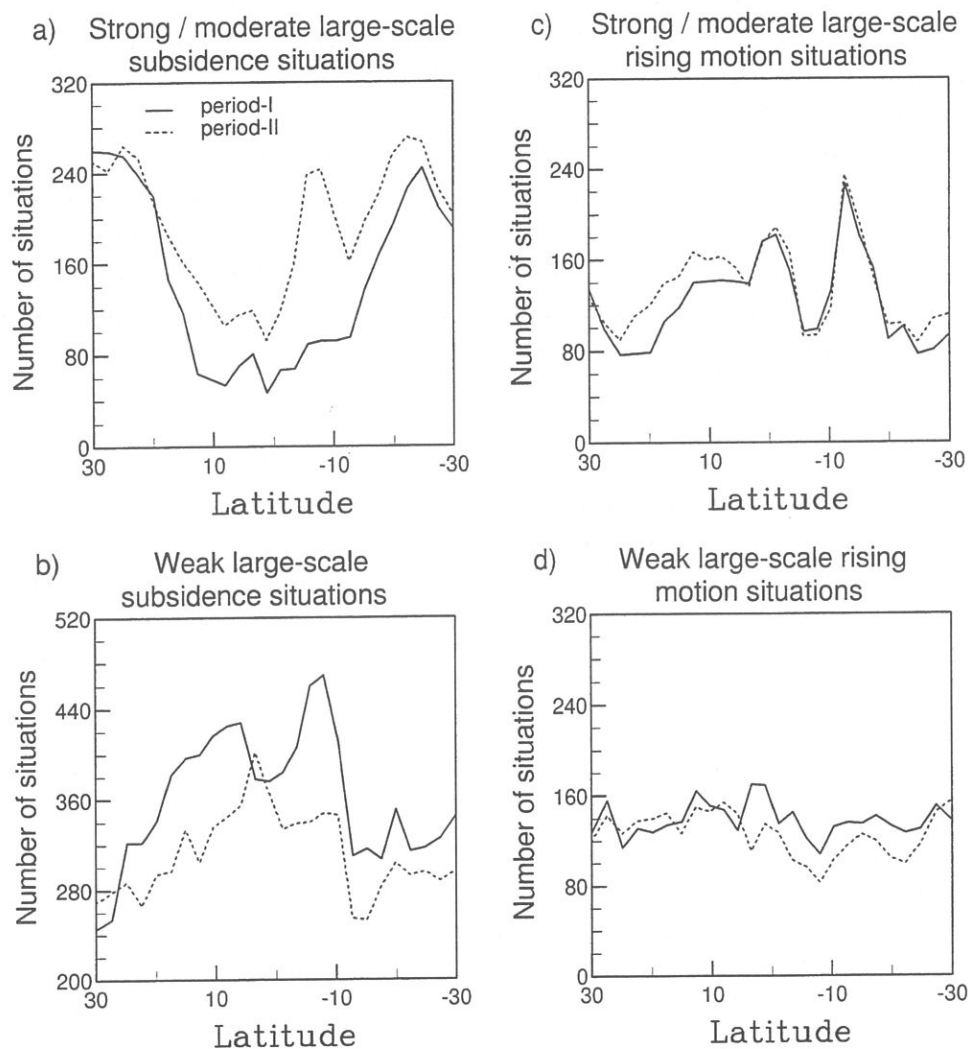 a) Strong / moderate large-scale
subsidence situations
320
240
160
80
0
Number of situations
period-I
period-II
30 10 -10 -30
Latitude
c) Strong / moderate large-scale
rising motion situations
320
240
160
80
0
Number of situations
30 10 -10 -30
Latitude
b) Weak large-scale
subsidence situations
520
440
360
280
200
Number of situations
30 10 -10 -30
Latitude
d) Weak large-scale rising
motion situations
320
240
160
80
0
Number of situations
30 10 -10 -30
Latitude